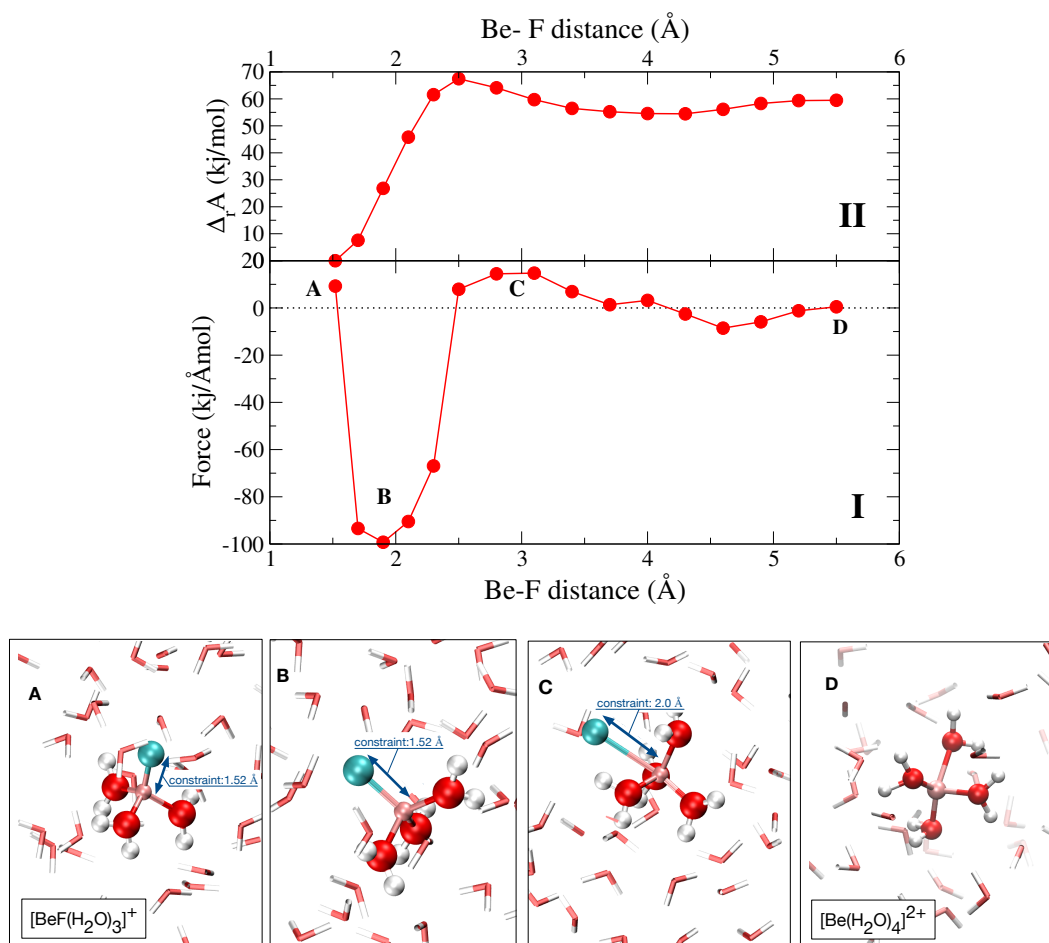 Be- F distance (Å)
1 2 3 4 5 6
70
60
50
40
30
20
10
0
Δ_rA (kj/mol)
II
20
0
-20
-40
-60
-80
-100
Force (kj/Åmol)
A
B
C
D
I
1 2 3 4 5 6
Be-F distance (Å)
A
constraint:1.52 Å
[BeF(H₂O)₃]⁺
B
constraint:1.52 Å
C
constraint: 2.0 Å
D
[Be(H₂O)₄]²⁺